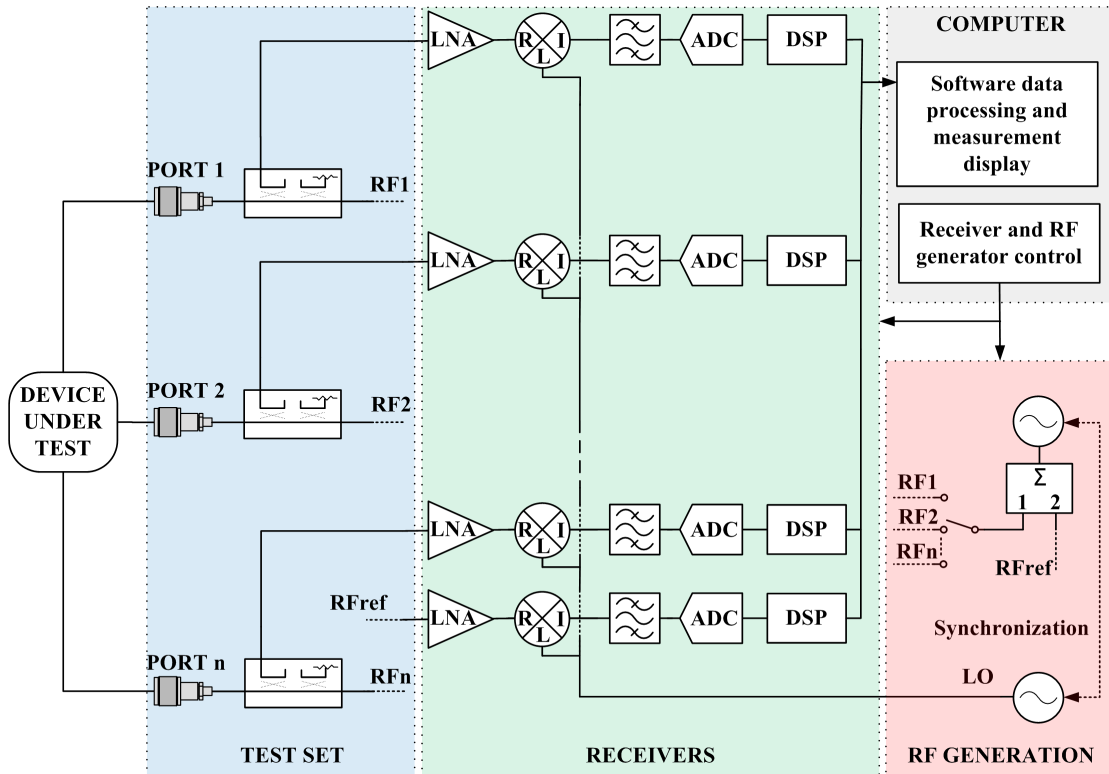 COMPUTER
LNA
R
I
L
ADC
DSP
Software data
processing and
measurement
display
PORT 1
RF1
Receiver and RF
generator control
LNA
R
I
L
ADC
DSP
DEVICE
UNDER
TEST
PORT 2
RF2
RF1
RF2
RFn
Σ
1 2
RFref
LNA
R
I
L
ADC
DSP
RFref
LNA
R
I
L
ADC
DSP
Synchronization
PORT n
RFn
LO
TEST SET
RECEIVERS
RF GENERATION